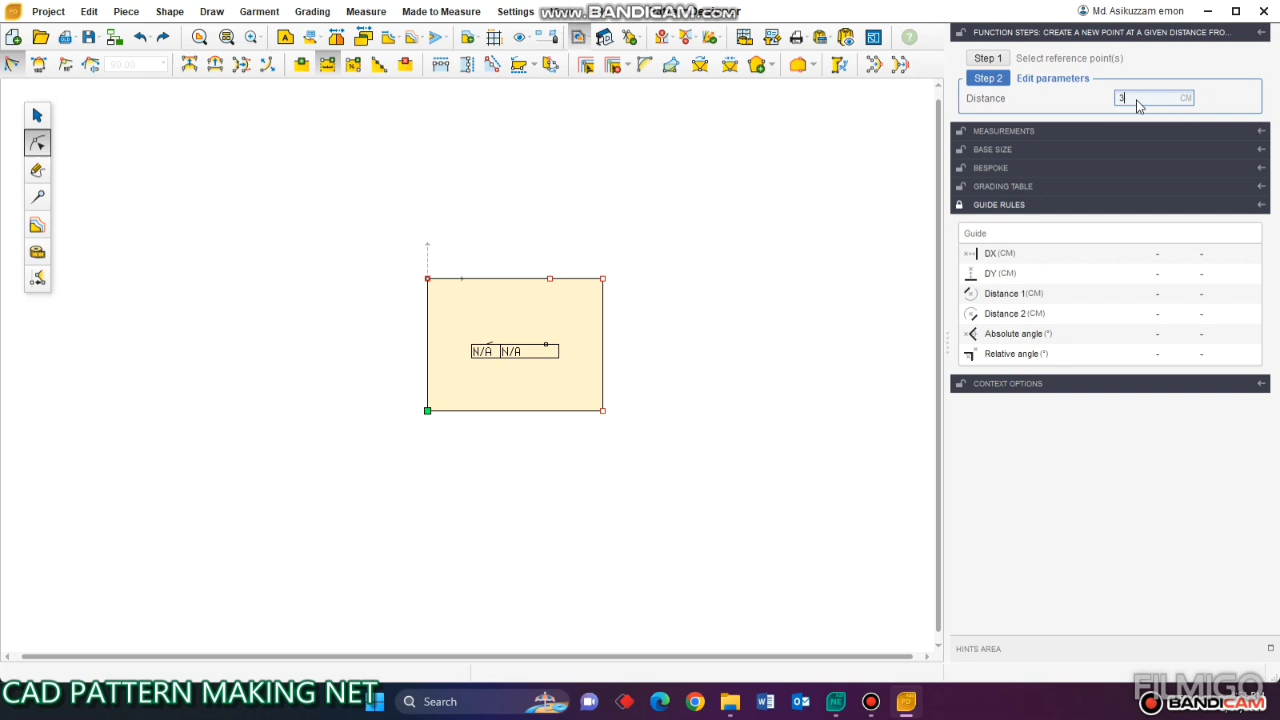 Project Edit Piece Shape Draw Garment Grading Measure Made to Measure Settings
www.BANDICAM.com
Md. Asikuzzam emon
90.00
FUNCTION STEPS: CREATE A NEW POINT AT A GIVEN DISTANCE FRO...
Step 1 Select reference point(s)
Step 2 Edit parameters
Distance 3 CM
MEASUREMENTS
BASE SIZE
BESPOKE
GRADING TABLE
GUIDE RULES
Guide
DX (CM) - -
DY (CM) - -
Distance 1(CM) - -
Distance 2 (CM) - -
Absolute angle (°) - -
Relative angle (°) - -
CONTEXT OPTIONS
N/A N/A
HINTS AREA
CAD PATTERN MAKING NET
Search
FILMIGO
BANDICAM